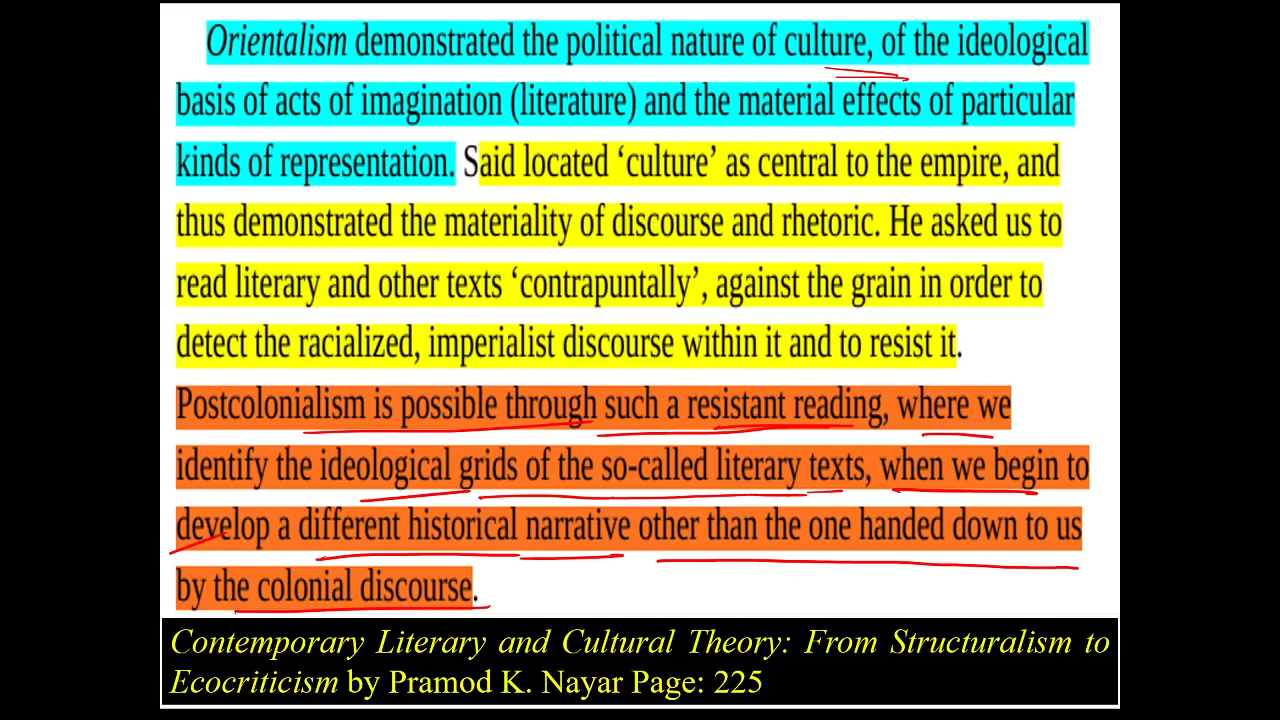 Orientalism demonstrated the political nature of culture, of the ideological
basis of acts of imagination (literature) and the material effects of particular
kinds of representation. Said located ‘culture’ as central to the empire, and
thus demonstrated the materiality of discourse and rhetoric. He asked us to
read literary and other texts ‘contrapuntally’, against the grain in order to
detect the racialized, imperialist discourse within it and to resist it.
Postcolonialism is possible through such a resistant reading, where we
identify the ideological grids of the so-called literary texts, when we begin to
develop a different historical narrative other than the one handed down to us
by the colonial discourse.
Contemporary Literary and Cultural Theory: From Structuralism to
Ecocriticism by Pramod K. Nayar Page: 225